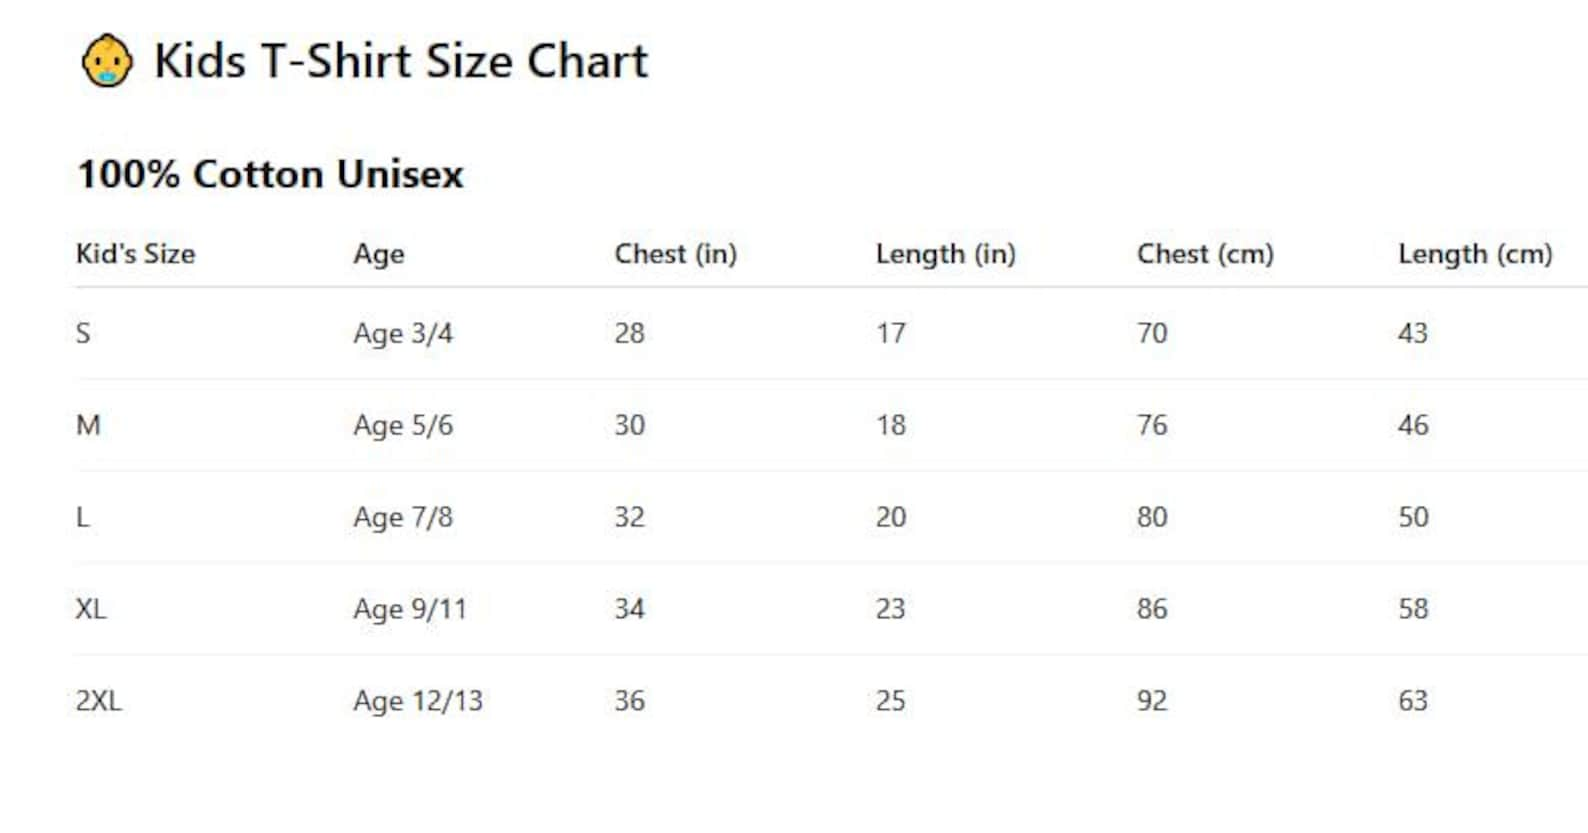 Kids T-Shirt Size Chart
100% Cotton Unisex
Kid's Size Age Chest (in) Length (in) Chest (cm) Length (cm)
S Age 3/4 28 17 70 43
M Age 5/6 30 18 76 46
L Age 7/8 32 20 80 50
XL Age 9/11 34 23 86 58
2XL Age 12/13 36 25 92 63